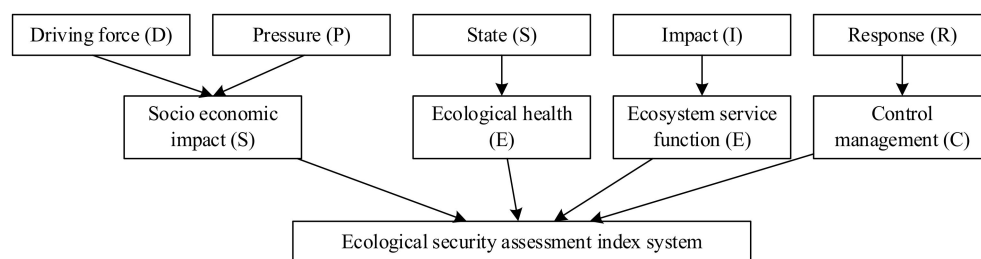 Driving force (D)
Pressure (P)
State (S)
Impact (I)
Response (R)
Socio economic
impact (S)
Ecological health
(E)
Ecosystem service
function (E)
Control
management (C)
Ecological security assessment index system